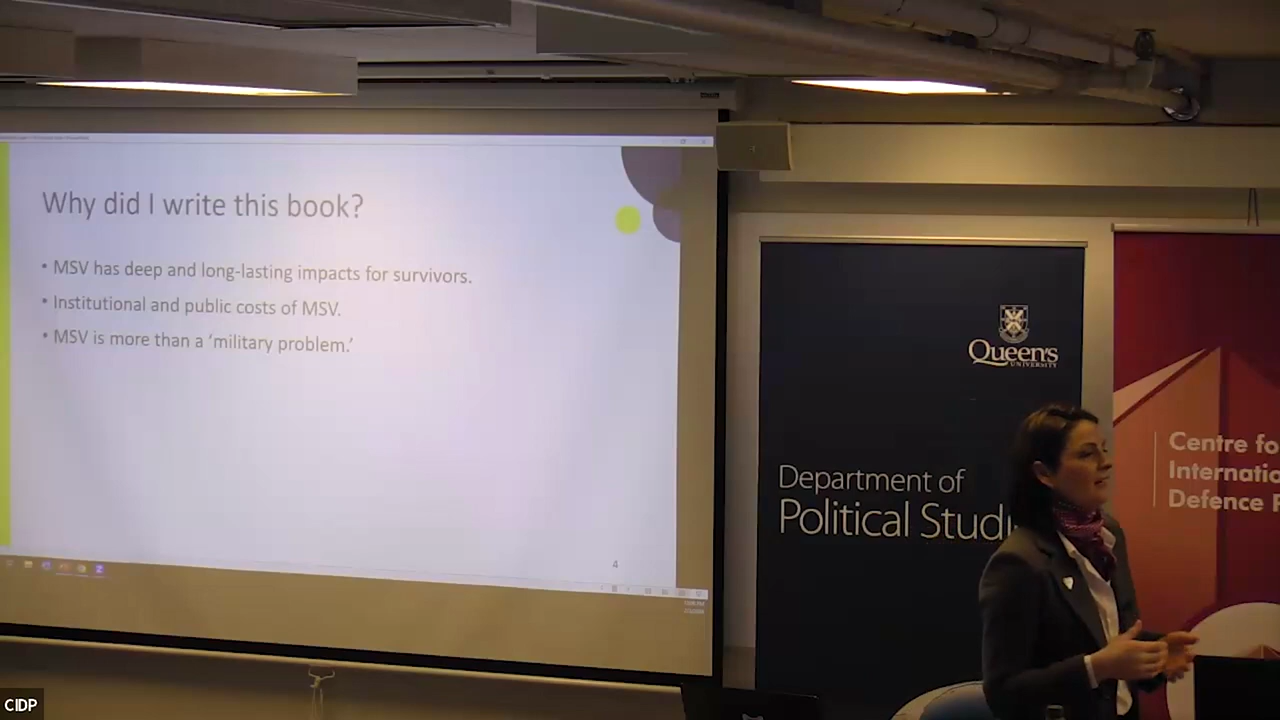 Why did I write this book?
• MSV has deep and long-lasting impacts for survivors.
• Institutional and public costs of MSV.
• MSV is more than a ‘military problem.’
4
Queen's
UNIVERSITY
Department of
Political Studi
Centre fo
Internatio
Defence P
CIDP